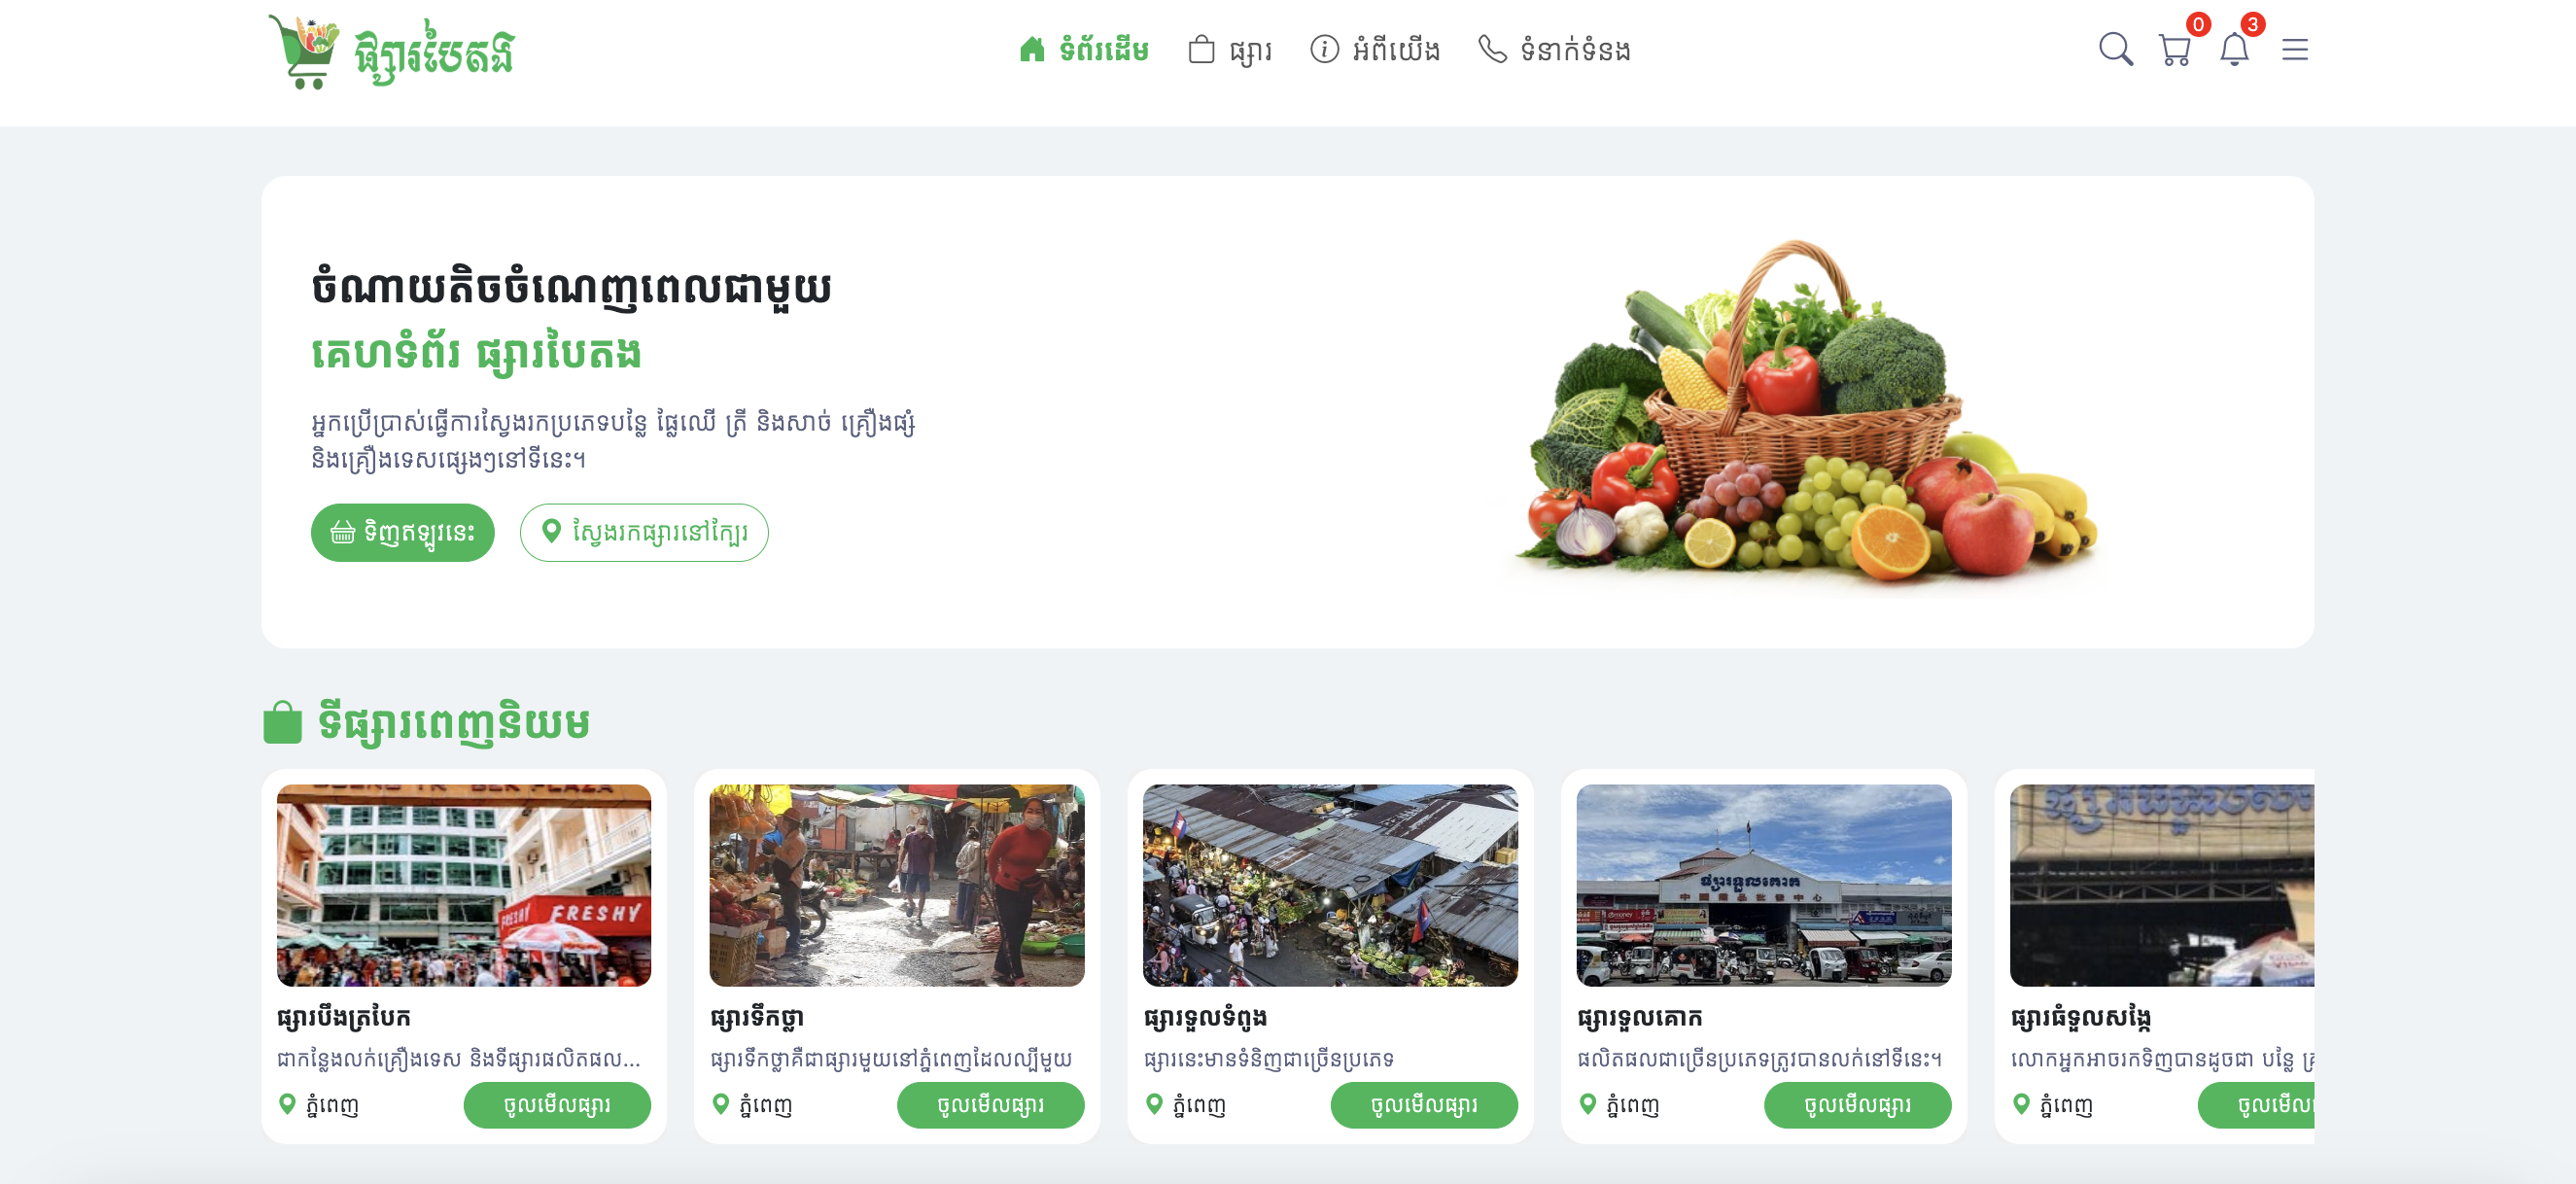 ផ្សារបៃតង
ទំព័រដើម
ផ្សារ
អំពីយើង
ទំនាក់ទំនង
0
3
ចំណាយតិចចំណេញពេលជាមួយ
គេហទំព័រ ផ្សារបៃតង
អ្នកប្រើប្រាស់ធ្វើការស្វែងរកប្រភេទបន្លៃ ផ្លៃឈើ ត្រី និងសាច់ គ្រឿងផ្សំ
និងគ្រឿងទេសផ្សេងៗនៅទីនេះ។
ទិញឥឡូវនេះ
ស្វែងរកផ្សារនៅក្បែរ
ទីផ្សារពេញនិយម
FRESHY FRESHY
ផ្សារទួលគោក
ផ្សារបឹងត្របែក
ជាកន្លែងលក់គ្រឿងទេស និងទីផ្សារផលិតផល...
ភ្នំពេញ
ចូលមើលផ្សារ
ផ្សារទឹកថ្លា
ផ្សារទឹកថ្លាគឺជាផ្សារមួយនៅភ្នំពេញដែលល្បីមួយ
ភ្នំពេញ
ចូលមើលផ្សារ
ផ្សារទួលទំពូង
ផ្សារនេះមានទំនិញជាច្រើនប្រភេទ
ភ្នំពេញ
ចូលមើលផ្សារ
ផ្សារទួលគោក
ផលិតផលជាច្រើនប្រភេទត្រូវបានលក់នៅទីនេះ។
ភ្នំពេញ
ចូលមើលផ្សារ
ផ្សារធំទួលសង្កែ
លោកអ្នកអាចរកទិញបានដូចជា បន្លៃ
ភ្នំពេញ
ចូលមើល